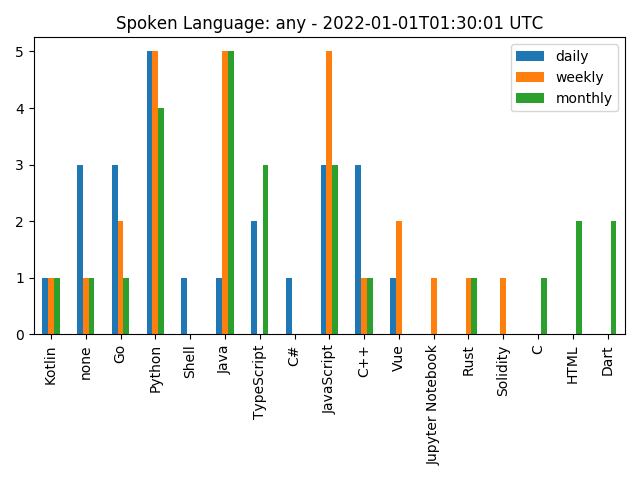 Spoken Language: any - 2022-01-01T01:30:01 UTC
daily
weekly
monthly
5
4
3
2
1
0
Kotlin
none
Go
Python
Shell
Java
TypeScript
C#
JavaScript
C++
Vue
Jupyter Notebook
Rust
Solidity
C
HTML
Dart